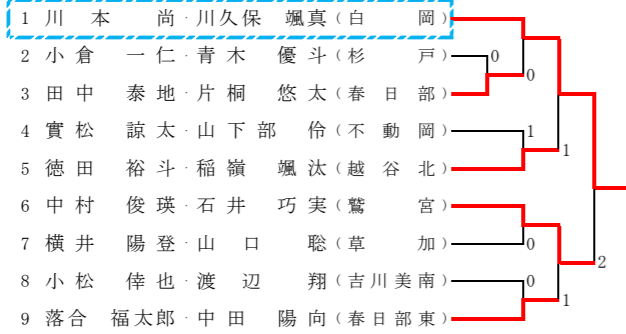 1 川本 尚・川久保 颯真(白岡)
2 小倉 一仁・青木 優斗(杉戸) 0
0
3 田中 泰地・片桐 悠太(春日部)
4 實松 諒太・山下部 伶(不動岡) 1
1
5 徳田 裕斗・稲嶺 颯汰(越谷北)
6 中村 俊瑛・石井 巧実(鷲宮)
7 横井 陽登・山口 聡(草加) 0
2
8 小松 倖也・渡辺 翔(吉川美南) 0
1
9 落合 福太郎・中田 陽向(春日部東)